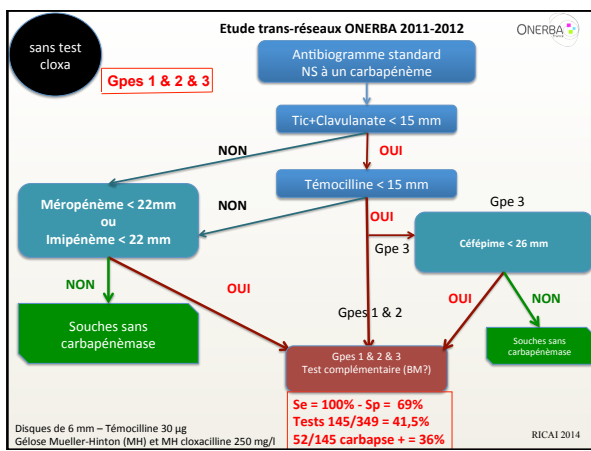 Etude trans-réseaux ONERBA 2011-2012
ONERBA
sans test
cloxa
Gpes 1 & 2 & 3
Antibiogramme standard
NS à un carbapénème
Tic+Clavulanate < 15 mm
NON
OUI
Témocilline < 15 mm
NON
OUI
Gpe 3
Gpe 3
Méropénème < 22mm
ou
Imipénème < 22 mm
Céfépime < 26 mm
NON
OUI
Gpes 1 & 2
OUI
NON
Souches sans
carbapénèmase
Souches sans
carbapénèmase
Gpes 1 & 2 & 3
Test complémentaire (BM?)
Se = 100% - Sp = 69%
Tests 145/349 = 41,5%
52/145 carbapse + = 36%
Disques de 6 mm – Témocilline 30 µg
Gélose Mueller-Hinton (MH) et MH cloxacilline 250 mg/l
RICAI 2014